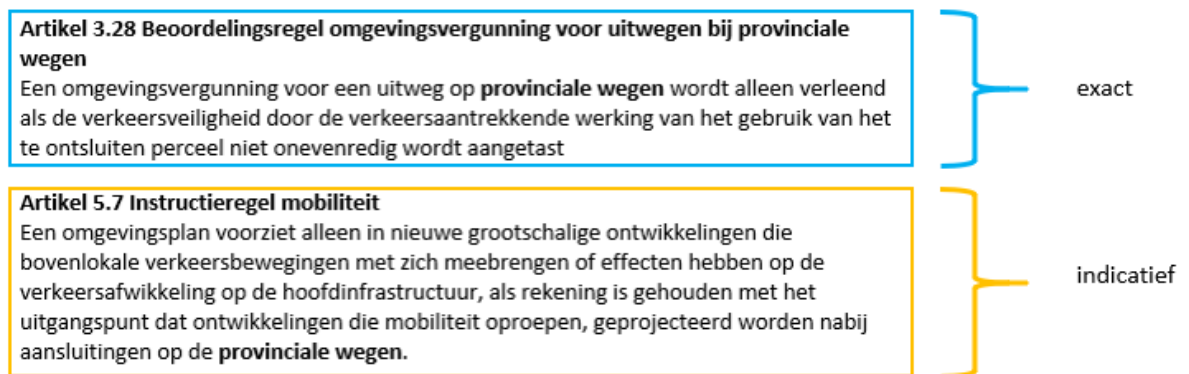 Artikel 3.28 Beoordelingsregel omgevingsvergunning voor uitwegen bij provinciale
wegen
Een omgevingsvergunning voor een uitweg op provinciale wegen wordt alleen verleend
als de verkeersveiligheid door de verkeersaantrekkende werking van het gebruik van het
te ontsluiten perceel niet onevenredig wordt aangetast
exact
Artikel 5.7 Instructieregel mobiliteit
Een omgevingsplan voorziet alleen in nieuwe grootschalige ontwikkelingen die
bovenlokale verkeersbewegingen met zich meebrengen of effecten hebben op de
verkeersafwikkeling op de hoofdinfrastructuur, als rekening is gehouden met het
uitgangspunt dat ontwikkelingen die mobiliteit oproepen, geprojecteerd worden nabij
aansluitingen op de provinciale wegen.
indicatief